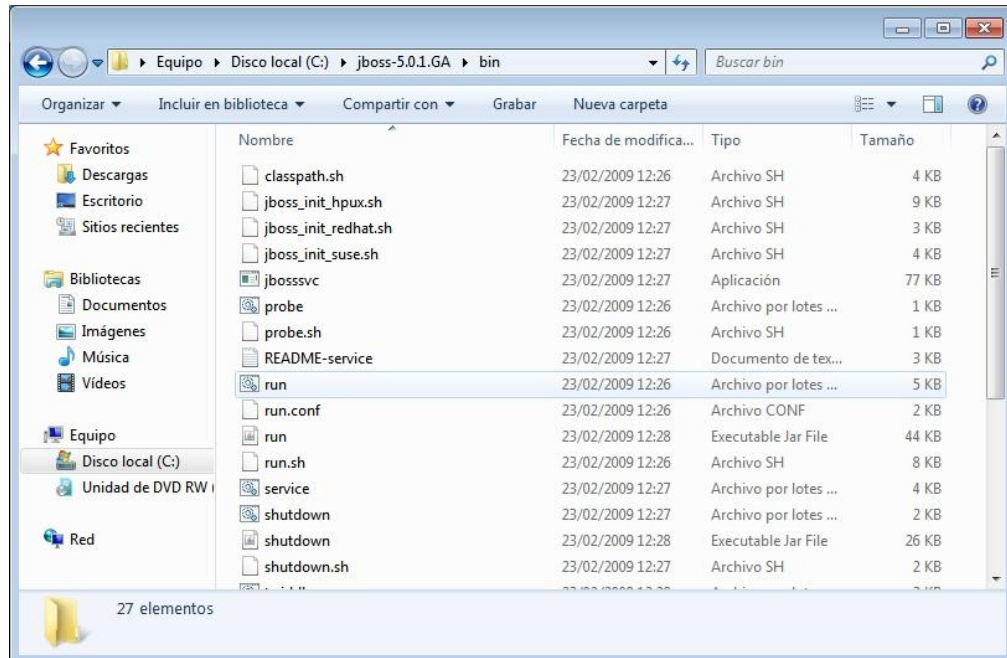 Equipo ▸ Disco local (C:) ▸ jboss-5.0.1.GA ▸ bin
Buscar bin
Organizar Incluir en biblioteca Compartir con Grabar Nueva carpeta
Favoritos
Descargas
Escritorio
Sitios recientes
Bibliotecas
Documentos
Imágenes
Música
Vídeos
Equipo
Disco local (C:)
Unidad de DVD RW
Red
Nombre Fecha de modifica... Tipo Tamaño
classpath.sh 23/02/2009 12:26 Archivo SH 4 KB
jboss_init_hpux.sh 23/02/2009 12:27 Archivo SH 9 KB
jboss_init_redhat.sh 23/02/2009 12:27 Archivo SH 3 KB
jboss_init_suse.sh 23/02/2009 12:27 Archivo SH 4 KB
jbosssvc 23/02/2009 12:27 Aplicación 77 KB
probe 23/02/2009 12:26 Archivo por lotes ... 1 KB
probe.sh 23/02/2009 12:26 Archivo SH 1 KB
README-service 23/02/2009 12:27 Documento de tex... 3 KB
run 23/02/2009 12:26 Archivo por lotes ... 5 KB
run.conf 23/02/2009 12:26 Archivo CONF 2 KB
run 23/02/2009 12:28 Executable Jar File 44 KB
run.sh 23/02/2009 12:26 Archivo SH 8 KB
service 23/02/2009 12:27 Archivo por lotes ... 4 KB
shutdown 23/02/2009 12:27 Archivo por lotes ... 2 KB
shutdown 23/02/2009 12:28 Executable Jar File 26 KB
shutdown.sh 23/02/2009 12:27 Archivo SH 2 KB
27 elementos